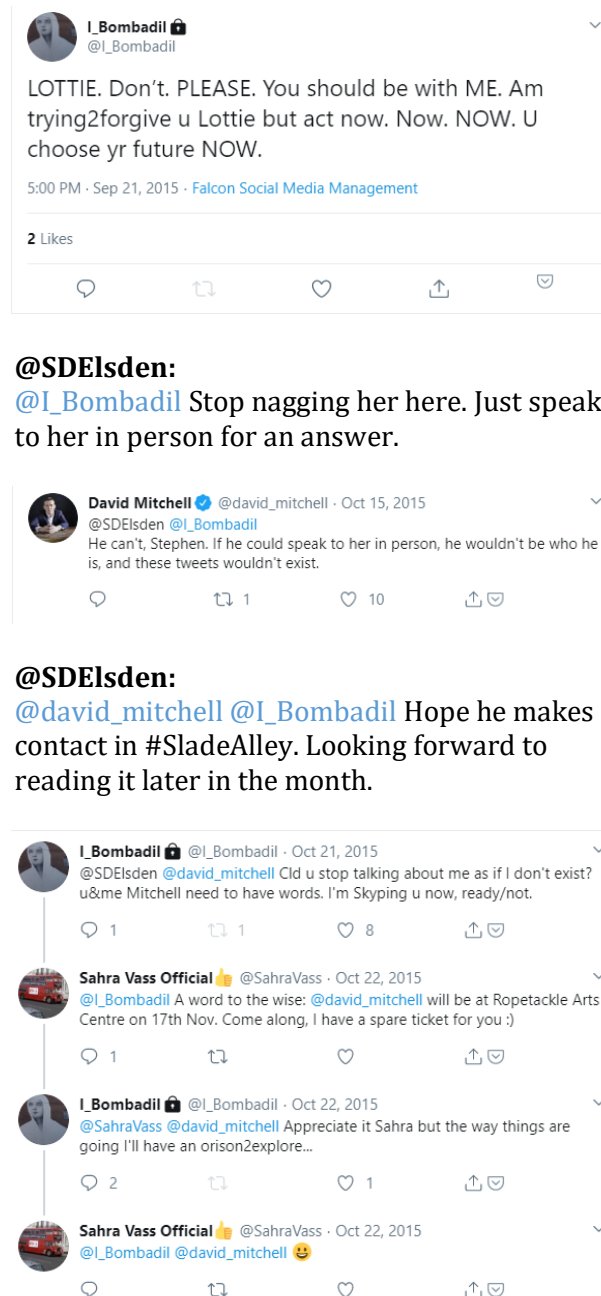 I_Bombadil
@I_Bombadil
LOTTIE. Don't. PLEASE. You should be with ME. Am
trying2forgive u Lottie but act now. Now. NOW. U
choose yr future NOW.
5:00 PM · Sep 21, 2015 · Falcon Social Media Management
2 Likes
@SDElsden:
@I_Bombadil Stop nagging her here. Just speak
to her in person for an answer.
David Mitchell @david_mitchell · Oct 15, 2015
@SDElsden @I_Bombadil
He can't, Stephen. If he could speak to her in person, he wouldn't be who he
is, and these tweets wouldn't exist.
1 10
@SDElsden:
@david_mitchell @I_Bombadil Hope he makes
contact in #SladeAlley. Looking forward to
reading it later in the month.
I_Bombadil @I_Bombadil · Oct 21, 2015
@SDElsden @david_mitchell Cld u stop talking about me as if I don't exist?
u&me Mitchell need to have words. I'm Skyping u now, ready/not.
1 1 8
Sahra Vass Official👍 @SahraVass · Oct 22, 2015
@I_Bombadil A word to the wise: @david_mitchell will be at Ropetackle Arts
Centre on 17th Nov. Come along, I have a spare ticket for you :)
1
I_Bombadil @I_Bombadil · Oct 22, 2015
@SahraVass @david_mitchell Appreciate it Sahra but the way things are
going I'll have an orison2explore...
2 1
Sahra Vass Official👍 @SahraVass · Oct 22, 2015
@I_Bombadil @david_mitchell 😀